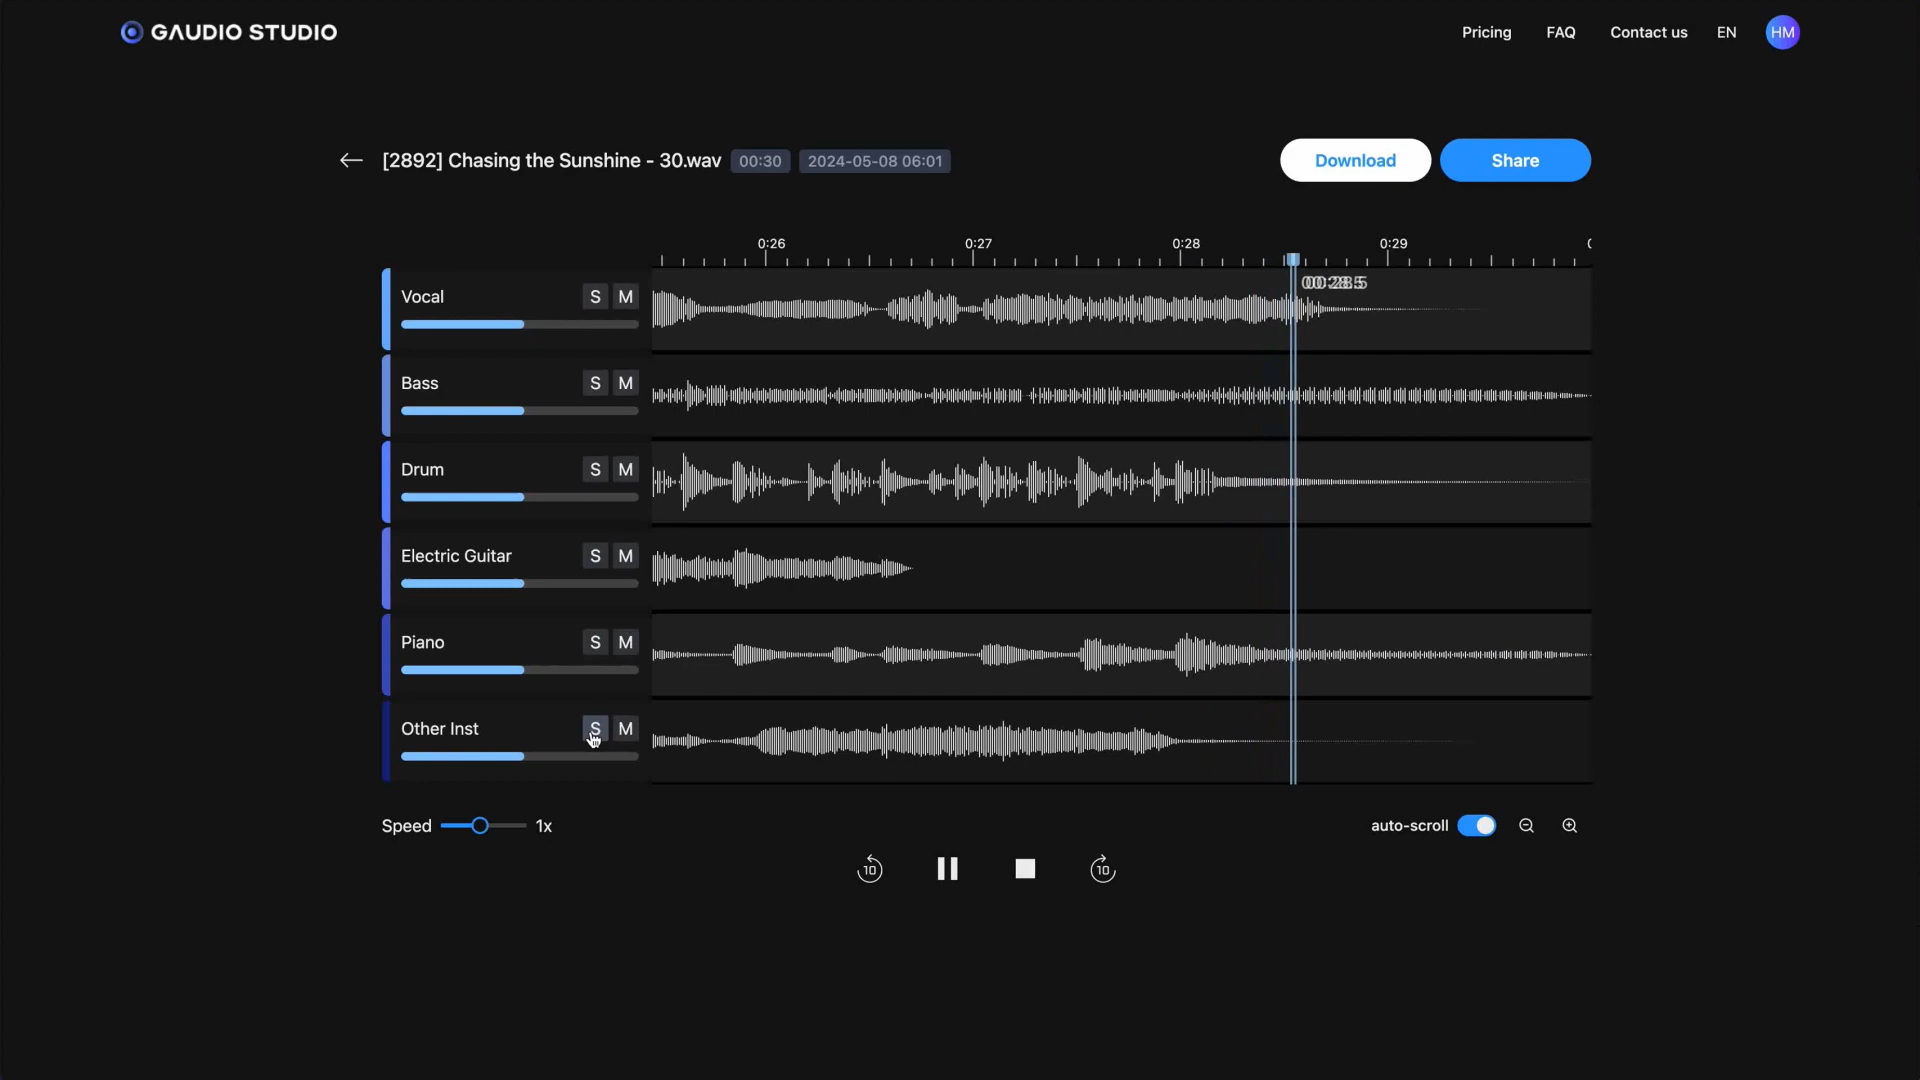 GAUDIO STUDIO
Pricing FAQ Contact us EN HM
[2892] Chasing the Sunshine - 30.wav 00:30 2024-05-08 06:01 Download Share
0:26 0:27 0:28 0:29
Vocal S M
Bass S M
Drum S M
Electric Guitar S M
Piano S M
Other Inst S M
Speed 1x auto-scroll
10 10